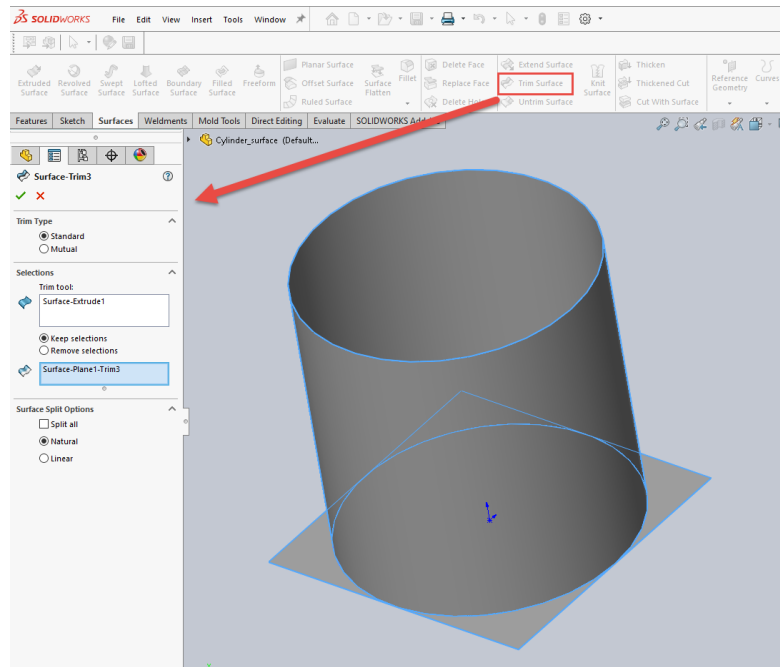 SOLIDWORKS File Edit View Insert Tools Window
Extruded Surface
Revolved Surface
Swept Surface
Lofted Surface
Boundary Surface
Filled Surface
Freeform
Planar Surface
Offset Surface
Ruled Surface
Surface Flatten
Fillet
Delete Face
Replace Face
Delete Hole
Extend Surface
Trim Surface
Untrim Surface
Knit Surface
Thicken
Thickened Cut
Cut With Surface
Reference Geometry
Curves
Features Sketch Surfaces Weldments Mold Tools Direct Editing Evaluate SOLIDWORKS Add
Cylinder_surface (Default...
Surface-Trim3
Trim Type
Standard
Mutual
Selections
Trim tool:
Surface-Extrude1
Keep selections
Remove selections
Surface-Plane1-Trim3
Surface Split Options
Split all
Natural
Linear